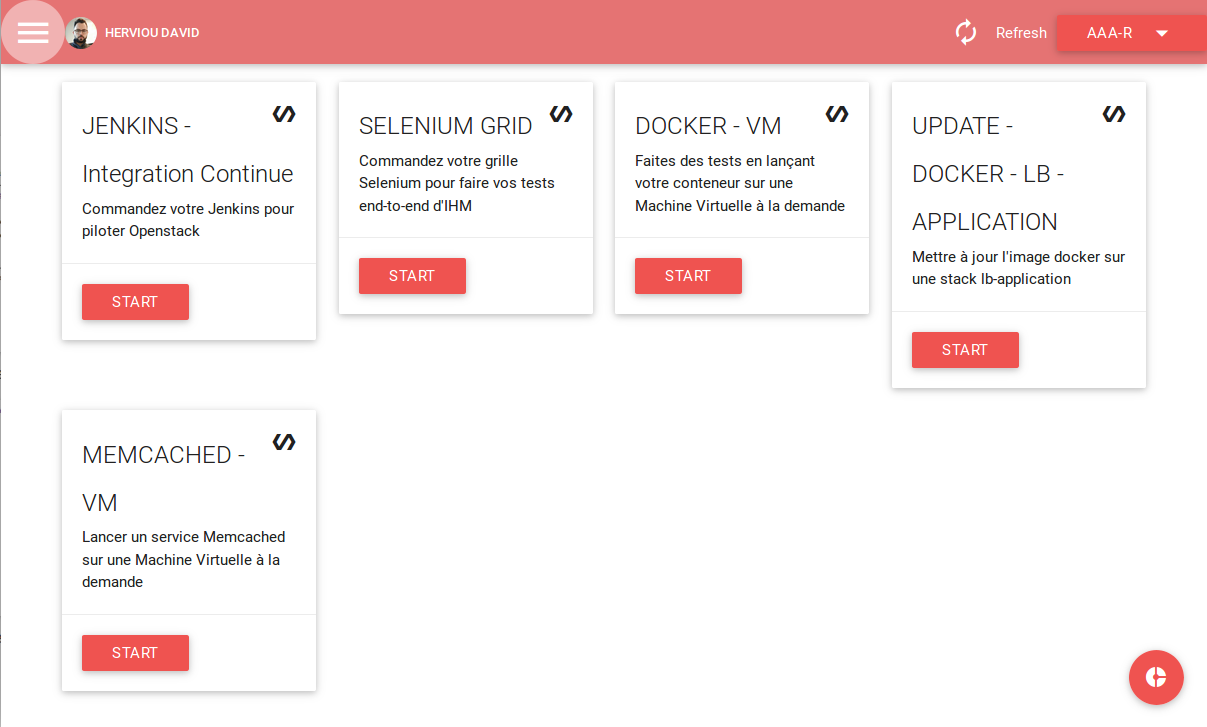 HERVIOU DAVID
Refresh
AAA-R
JENKINS -
Integration Continue
Commandez votre Jenkins pour
piloter Openstack
START
SELENIUM GRID
Commandez votre grille
Selenium pour faire vos tests
end-to-end d'IHM
START
DOCKER - VM
Faites des tests en lançant
votre conteneur sur une
Machine Virtuelle à la demande
START
UPDATE -
DOCKER - LB -
APPLICATION
Mettre à jour l'image docker sur
une stack lb-application
START
MEMCACHED -
VM
Lancer un service Memcached
sur une Machine Virtuelle à la
demande
START